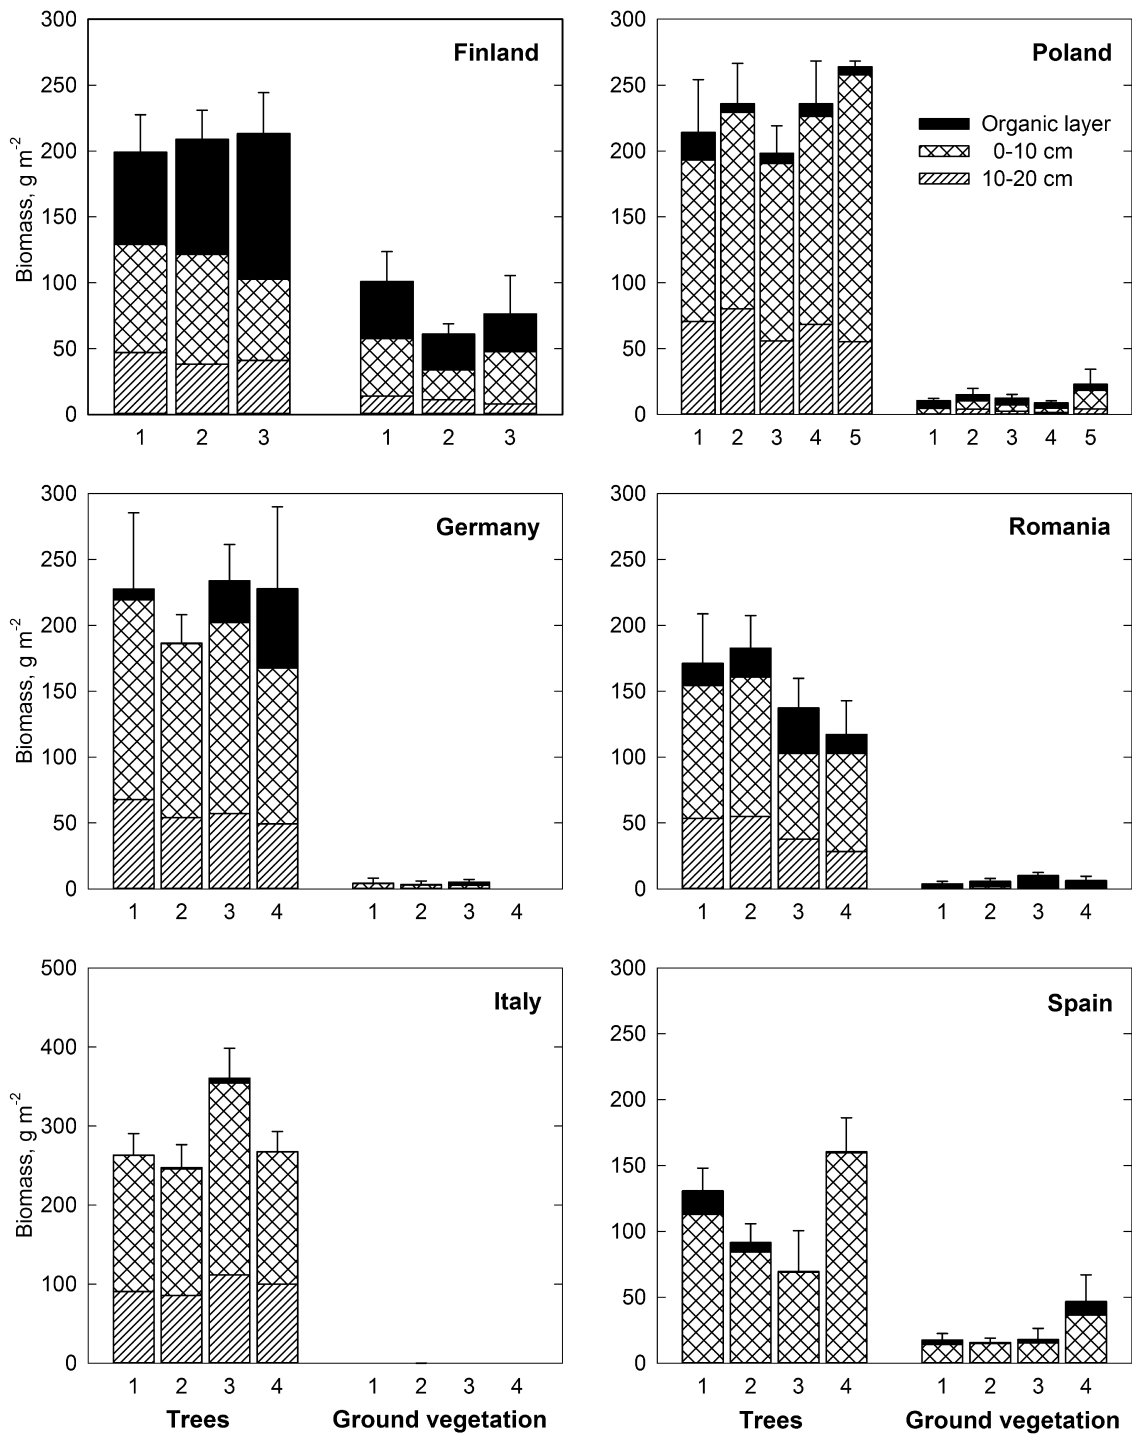 Finland
Biomass, g m-2
300
250
200
150
100
50
0
1 2 3 1 2 3
Poland
Organic layer
0-10 cm
10-20 cm
300
250
200
150
100
50
0
1 2 3 4 5 1 2 3 4 5
Germany
Biomass, g m-2
300
250
200
150
100
50
0
1 2 3 4 1 2 3 4
Romania
300
250
200
150
100
50
0
1 2 3 4 1 2 3 4
Italy
Biomass, g m-2
500
400
300
200
100
0
1 2 3 4 1 2 3 4
Trees Ground vegetation
Spain
300
250
200
150
100
50
0
1 2 3 4 1 2 3 4
Trees Ground vegetation